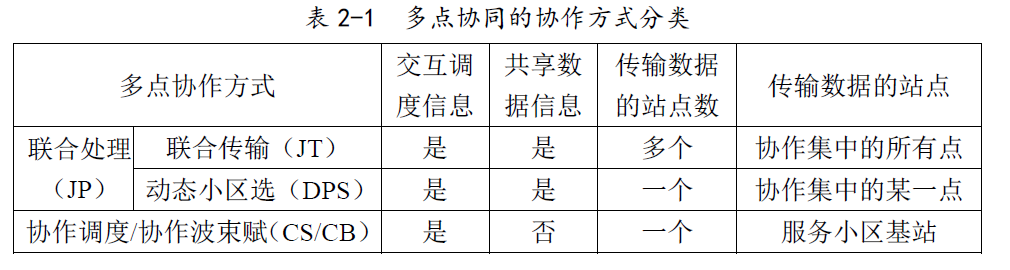 表 2-1 多点协同的协作方式分类
多点协作方式 交互调度信息 共享数据信息 传输数据的站点数 传输数据的站点
联合处理（JP） 联合传输（JT） 是 是 多个 协作集中的所有点
动态小区选（DPS） 是 是 一个 协作集中的某一点
协作调度/协作波束赋（CS/CB） 是 否 一个 服务小区基站